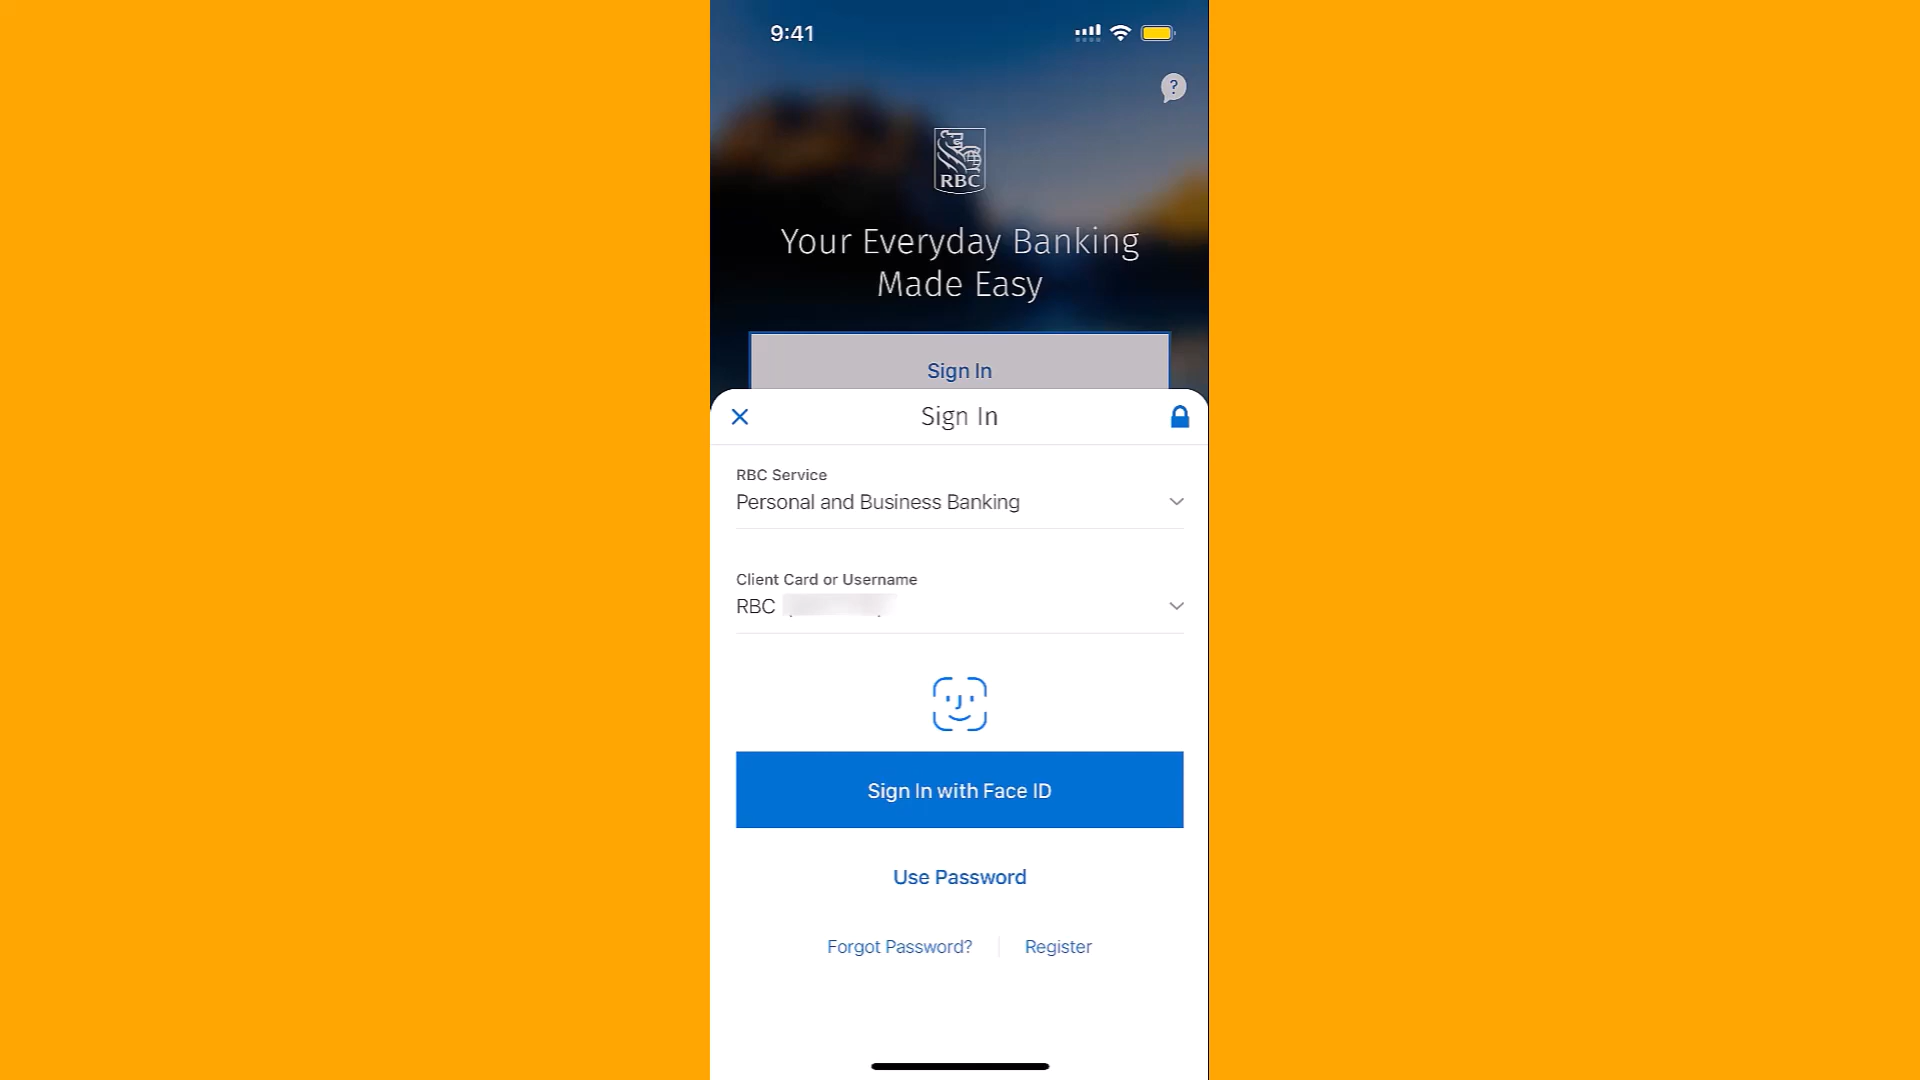 9:41
?
RBC
Your Everyday Banking
Made Easy
Sign In
Sign In
RBC Service
Personal and Business Banking
Client Card or Username
RBC
Sign In with Face ID
Use Password
Forgot Password?
Register